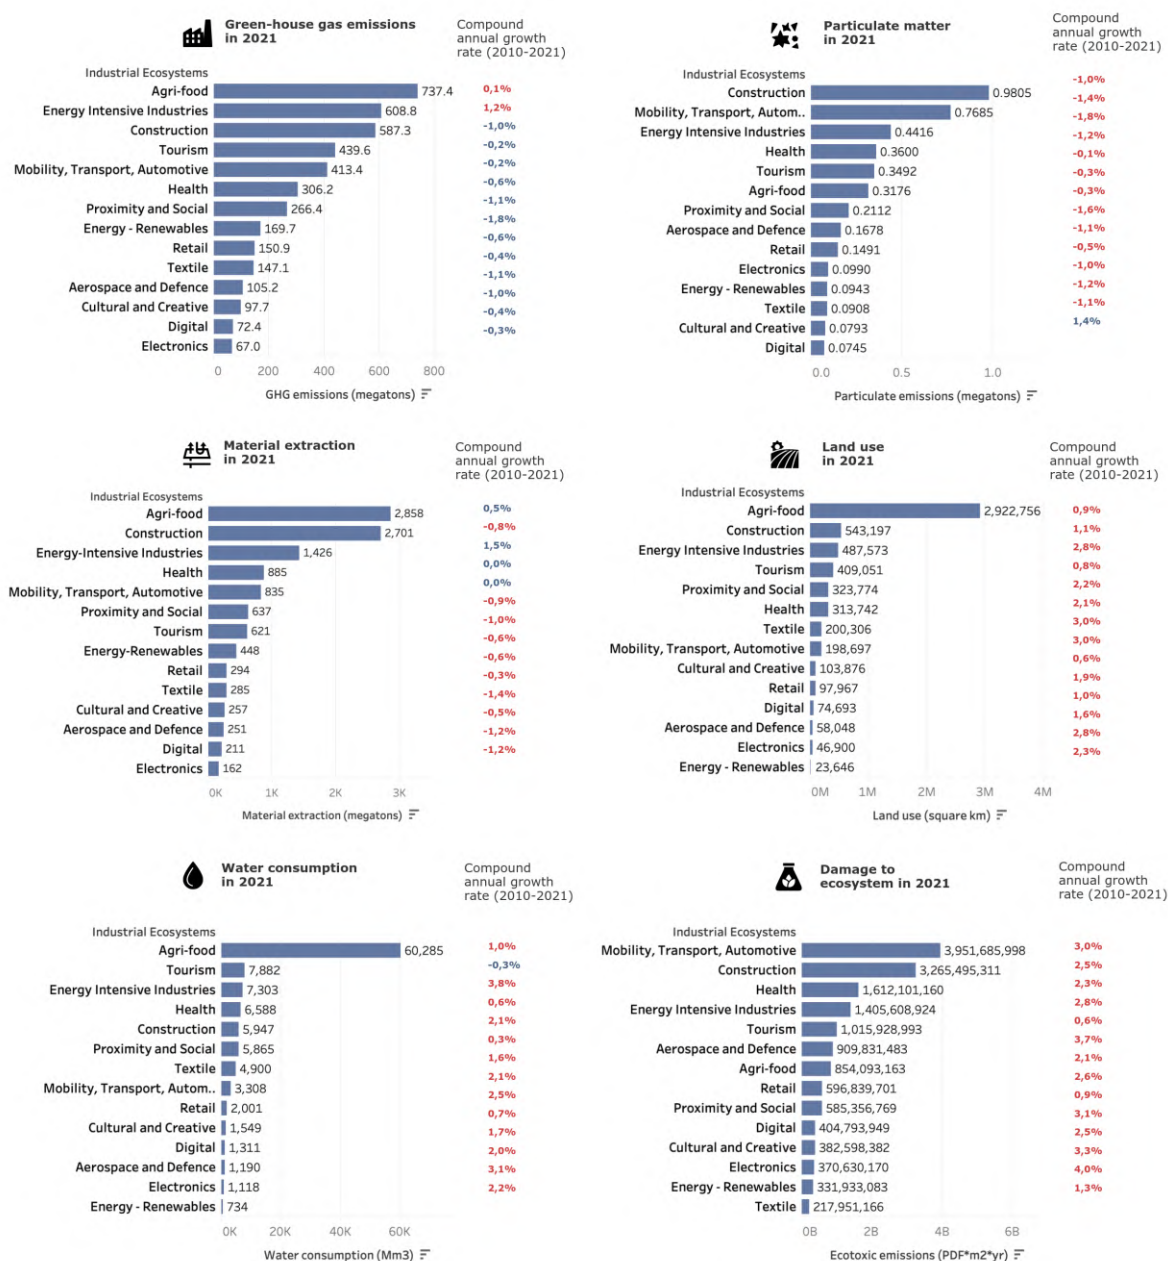 Green-house gas emissions
in 2021
Compound
annual growth
rate (2010-2021)
Industrial Ecosystems
Agri-food 737.4 0,1%
Energy Intensive Industries 608.8 1,2%
Construction 587.3 -1,0%
Tourism 439.6 -0,2%
Mobility, Transport, Automotive 413.4 -0,2%
Health 306.2 -0,6%
Proximity and Social 266.4 -1,1%
Energy - Renewables 169.7 -1,8%
Retail 150.9 -0,6%
Textile 147.1 -0,4%
Aerospace and Defence 105.2 -1,1%
Cultural and Creative 97.7 -1,0%
Digital 72.4 -0,4%
Electronics 67.0 -0,3%
0 200 400 600 800
GHG emissions (megatons)
Particulate matter
in 2021
Compound
annual growth
rate (2010-2021)
Industrial Ecosystems
Construction 0.9805 -1,0%
Mobility, Transport, Autom.. 0.7685 -1,4%
Energy Intensive Industries 0.4416 -1,8%
Health 0.3600 -1,2%
Tourism 0.3492 -0,1%
Agri-food 0.3176 -0,3%
Proximity and Social 0.2112 -0,3%
Aerospace and Defence 0.1678 -1,6%
Retail 0.1491 -1,1%
Electronics 0.0990 -0,5%
Energy - Renewables 0.0943 -1,0%
Textile 0.0908 -1,2%
Cultural and Creative 0.0793 -1,1%
Digital 0.0745 1,4%
0.0 0.5 1.0
Particulate emissions (megatons)
Material extraction
in 2021
Compound
annual growth
rate (2010-2021)
Industrial Ecosystems
Agri-food 2,858 0,5%
Construction 2,701 -0,8%
Energy-Intensive Industries 1,426 1,5%
Health 885 0,0%
Mobility, Transport, Automotive 835 0,0%
Proximity and Social 637 -0,9%
Tourism 621 -1,0%
Energy-Renewables 448 -0,6%
Retail 294 -0,6%
Textile 285 -0,3%
Cultural and Creative 257 -1,4%
Aerospace and Defence 251 -0,5%
Digital 211 -1,2%
Electronics 162 -1,2%
0K 1K 2K 3K
Material extraction (megatons)
Land use
in 2021
Compound
annual growth
rate (2010-2021)
Industrial Ecosystems
Agri-food 2,922,756 0,9%
Construction 543,197 1,1%
Energy Intensive Industries 487,573 2,8%
Tourism 409,051 0,8%
Proximity and Social 323,774 2,2%
Health 313,742 2,1%
Textile 200,306 3,0%
Mobility, Transport, Automotive 198,697 3,0%
Cultural and Creative 103,876 0,6%
Retail 97,967 1,9%
Digital 74,693 1,0%
Aerospace and Defence 58,048 1,6%
Electronics 46,900 2,8%
Energy - Renewables 23,646 2,3%
0M 1M 2M 3M 4M
Land use (square km)
Water consumption
in 2021
Compound
annual growth
rate (2010-2021)
Industrial Ecosystems
Agri-food 60,285 1,0%
Tourism 7,882 -0,3%
Energy Intensive Industries 7,303 3,8%
Health 6,588 0,6%
Construction 5,947 2,1%
Proximity and Social 5,865 0,3%
Textile 4,900 1,6%
Mobility, Transport, Autom.. 3,308 2,1%
Retail 2,001 2,5%
Cultural and Creative 1,549 0,7%
Digital 1,311 1,7%
Aerospace and Defence 1,190 2,0%
Electronics 1,118 3,1%
Energy - Renewables 734 2,2%
0K 20K 40K 60K
Water consumption (Mm3)
Damage to
ecosystem in 2021
Compound
annual growth
rate (2010-2021)
Industrial Ecosystems
Mobility, Transport, Automotive 3,951,685,998 3,0%
Construction 3,265,495,311 2,5%
Health 1,612,101,160 2,3%
Energy Intensive Industries 1,405,608,924 2,8%
Tourism 1,015,928,993 0,6%
Aerospace and Defence 909,831,483 3,7%
Agri-food 854,093,163 2,1%
Retail 596,839,701 2,6%
Proximity and Social 585,356,769 0,9%
Digital 404,793,949 3,1%
Cultural and Creative 382,598,382 2,5%
Electronics 370,630,170 3,3%
Energy - Renewables 331,933,083 4,0%
Textile 217,951,166 1,3%
0B 2B 4B 6B
Ecotoxic emissions (PDF*m2*yr)